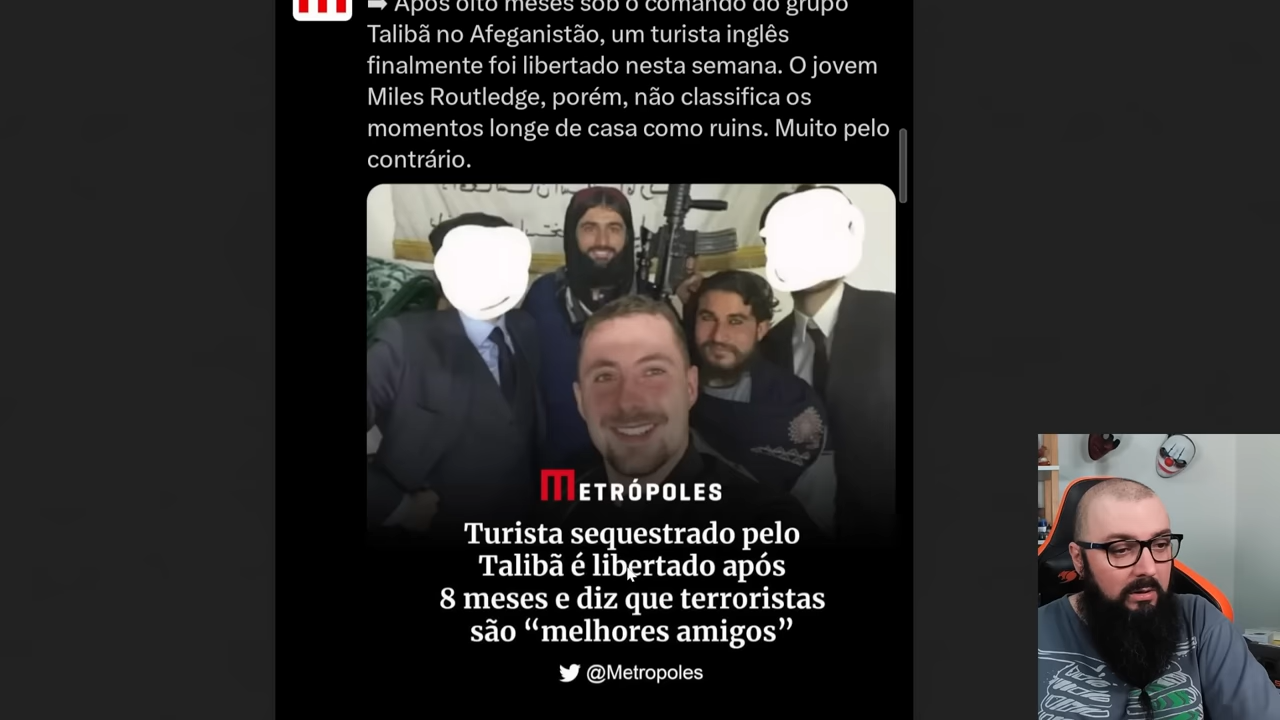 ➡ Após oito meses sob o comando do grupo
Talibã no Afeganistão, um turista inglês
finalmente foi libertado nesta semana. O jovem
Miles Routledge, porém, não classifica os
momentos longe de casa como ruins. Muito pelo
contrário.
METRÓPOLES
Turista sequestrado pelo
Talibã é libertado após
8 meses e diz que terroristas
são “melhores amigos”
@Metropoles